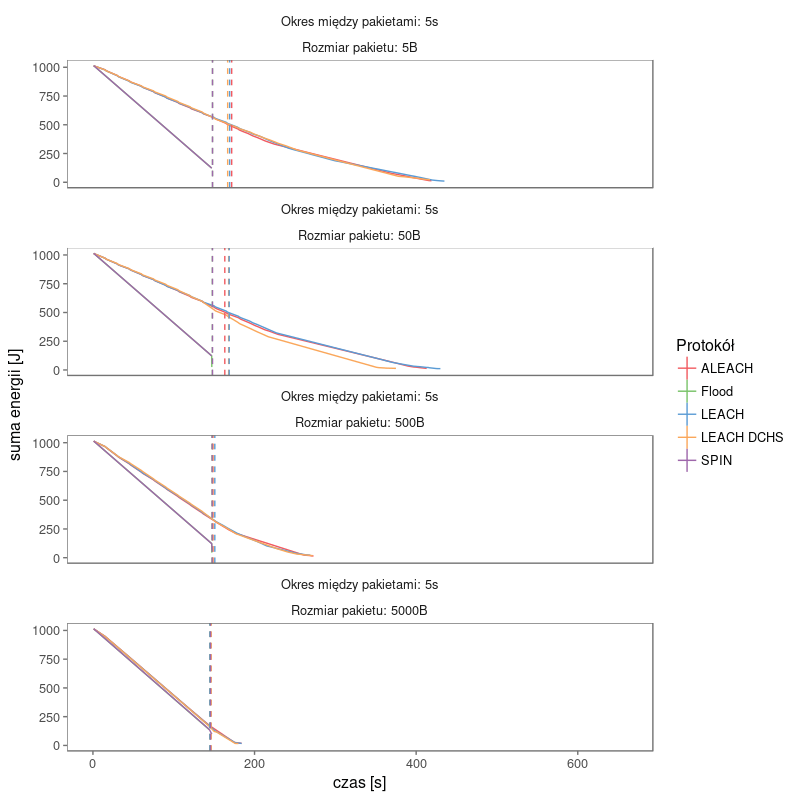 Okres między pakietami: 5s
Rozmiar pakietu: 5B
1000
750
500
250
0
Okres między pakietami: 5s
Rozmiar pakietu: 50B
1000
750
500
250
0
Okres między pakietami: 5s
Rozmiar pakietu: 500B
1000
750
500
250
0
Okres między pakietami: 5s
Rozmiar pakietu: 5000B
1000
750
500
250
0
0 200 400 600
czas [s]
suma energii [J]
Protokół
ALEACH
Flood
LEACH
LEACH DCHS
SPIN